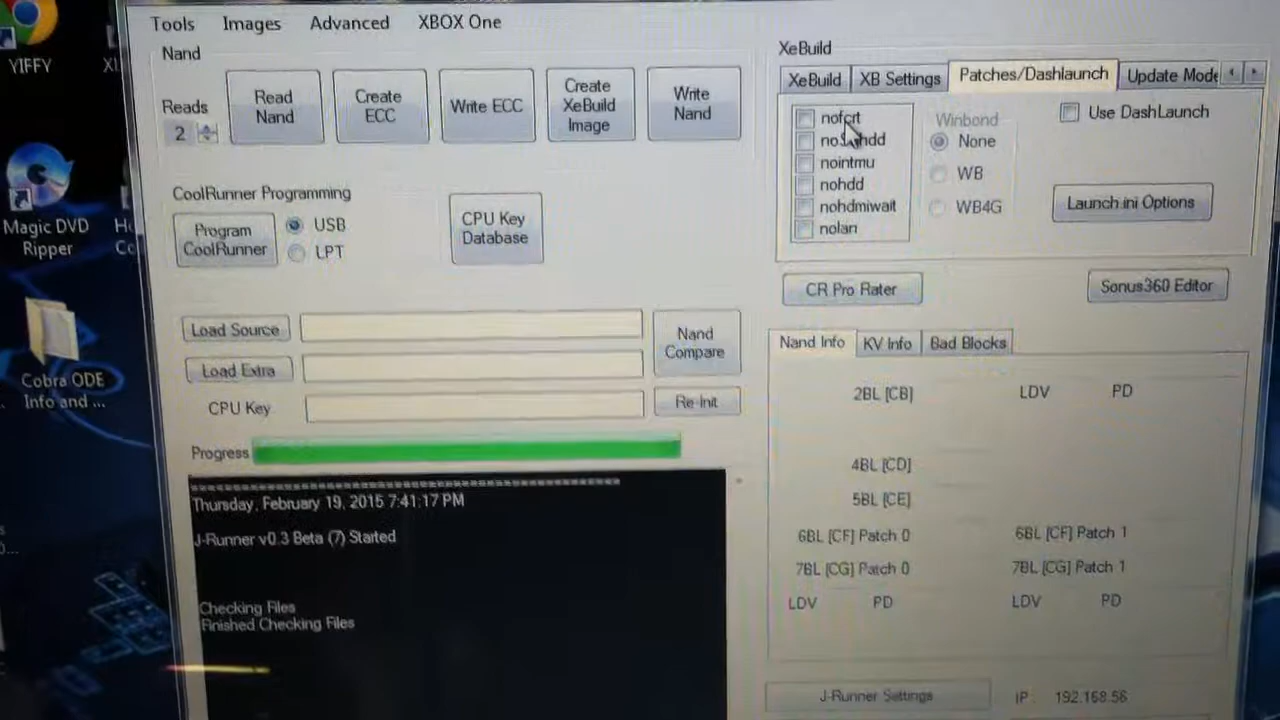 YIFFY
Magic DVD
Ripper
Cobra ODE
Info and ...
Tools Images Advanced XBOX One
Nand
Reads
2
Read
Nand
Create
ECC
Write ECC
Create
XeBuild
Image
Write
Nand
CoolRunner Programming
Program
CoolRunner
USB
LPT
CPU Key
Database
Load Source
Load Extra
CPU Key
Nand
Compare
Re-Init
Progress
Thursday, February 19, 2015 7:41:17 PM
J-Runner v0.3 Beta (7) Started
Checking Files
Finished Checking Files
XeBuild
XeBuild XB Settings Patches/Dashlaunch Update Mode
nofcrt
nointmu
nohdd
nohdmiwait
nolan
Winbond
None
WB
WB4G
Use DashLaunch
Launch ini Options
CR Pro Rater
Sonus360 Editor
Nand Info KV Info Bad Blocks
2BL [CB] LDV PD
4BL [CD]
5BL [CE]
6BL [CF] Patch 0 6BL [CF] Patch 1
7BL [CG] Patch 0 7BL [CG] Patch 1
LDV PD LDV PD
J-Runner Settings
IP: 192.168.56